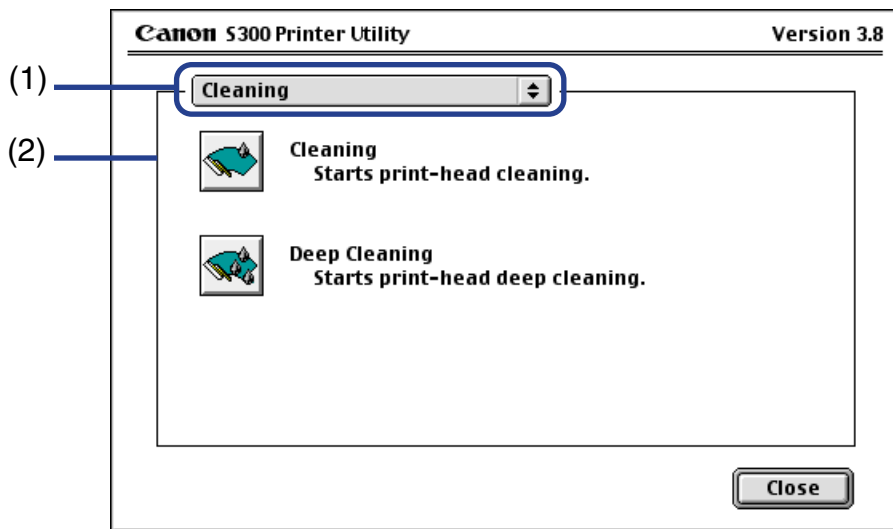 Canon S300 Printer Utility Version 3.8
(1) Cleaning
(2)
Cleaning
Starts print-head cleaning.
Deep Cleaning
Starts print-head deep cleaning.
Close